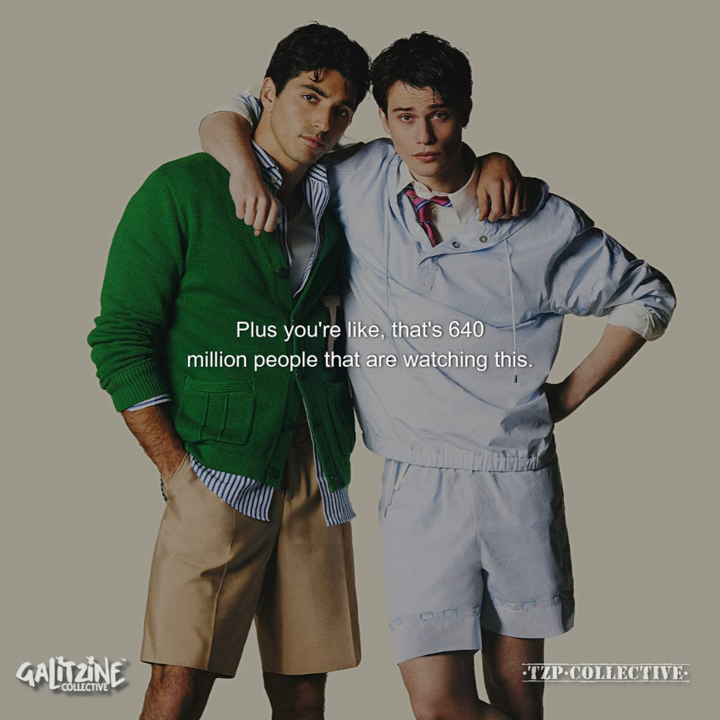 Plus you're like, that's 640
million people that are watching this.
GALITZINE
COLLECTIVE
·TZP·COLLECTIVE·